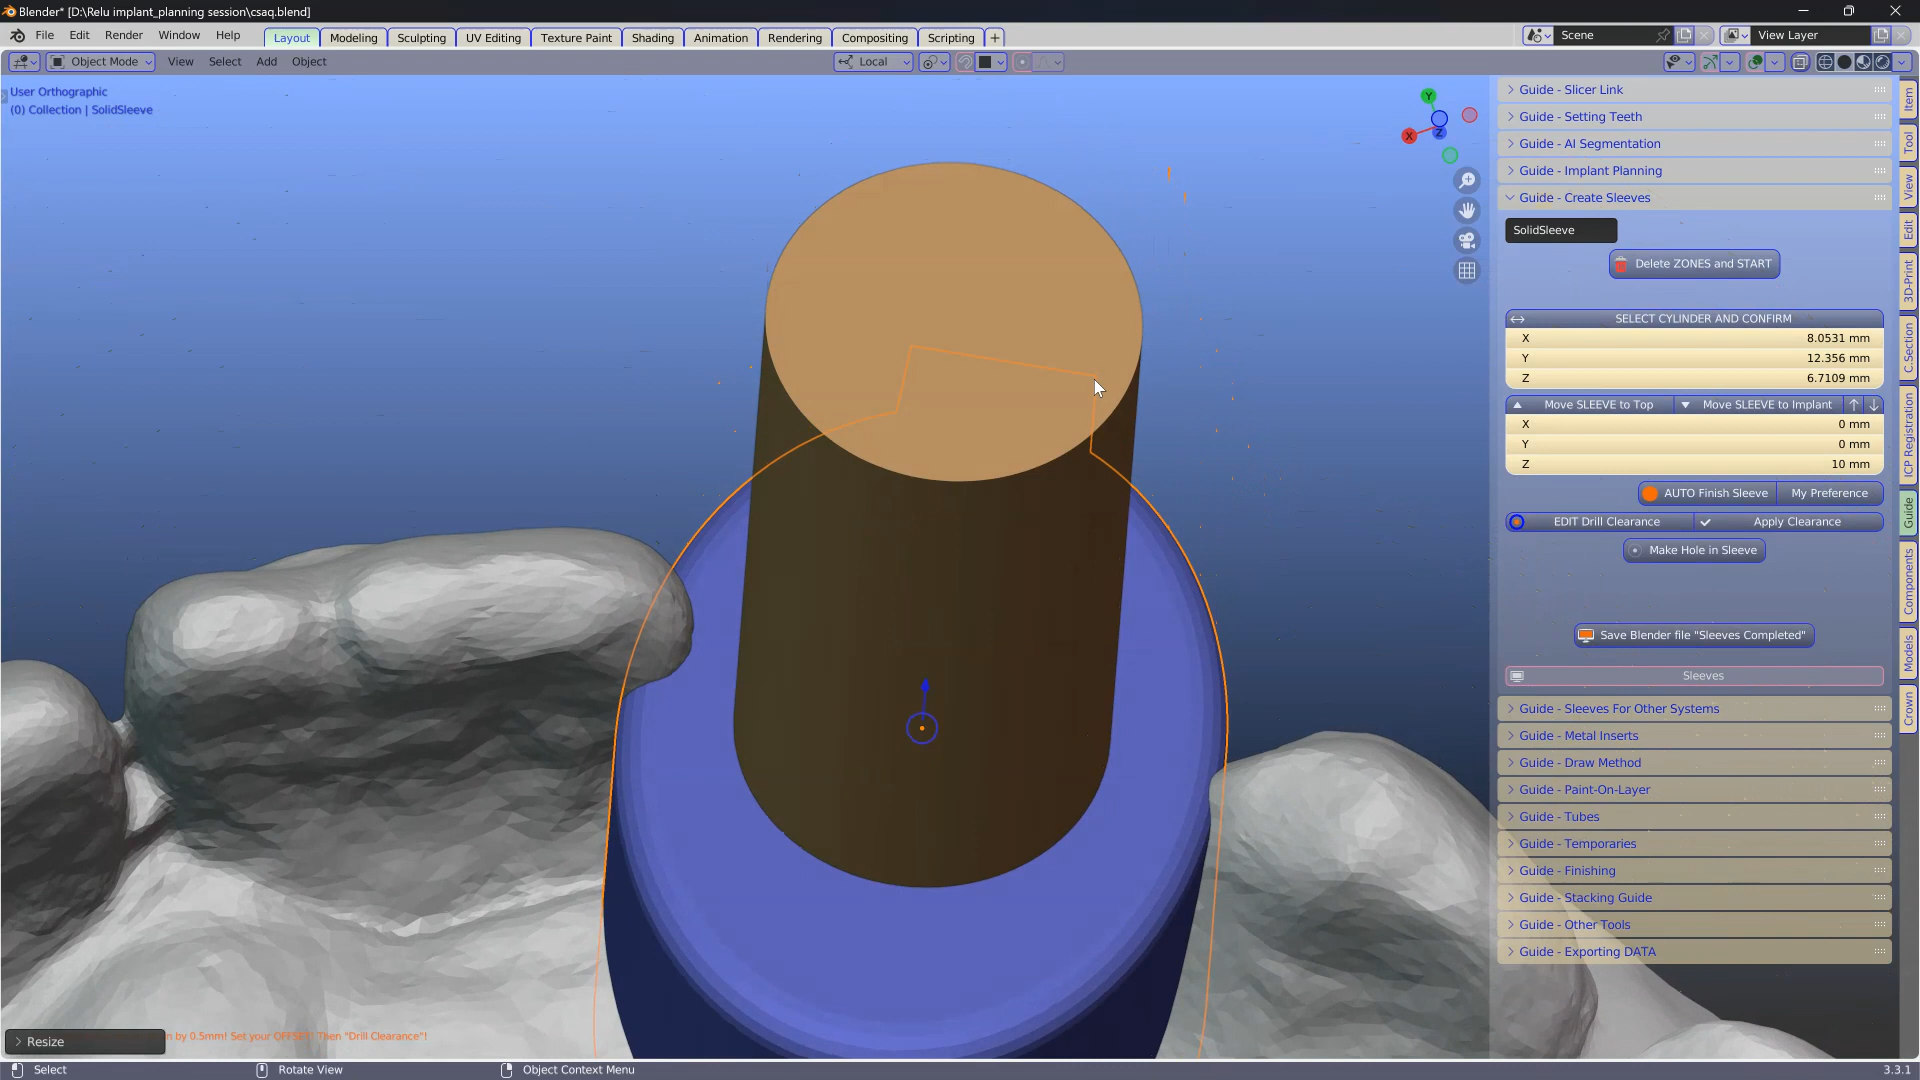 Blender* [D:\Relu implant_planning session\csaq.blend]
File Edit Render Window Help Layout Modeling Sculpting UV Editing Texture Paint Shading Animation Rendering Compositing Scripting + Scene View Layer
Object Mode View Select Add Object Local
User Orthographic
(0) Collection | SolidSleeve
Y
X
Z
Guide - Slicer Link
Guide - Setting Teeth
Guide - AI Segmentation
Guide - Implant Planning
Guide - Create Sleeves
SolidSleeve
Delete ZONES and START
SELECT CYLINDER AND CONFIRM
X 8.0531 mm
Y 12.356 mm
Z 6.7109 mm
Move SLEEVE to Top Move SLEEVE to Implant
X 0 mm
Y 0 mm
Z 10 mm
AUTO Finish Sleeve My Preference
EDIT Drill Clearance Apply Clearance
Make Hole in Sleeve
Save Blender file "Sleeves Completed"
Sleeves
Guide - Sleeves For Other Systems
Guide - Metal Inserts
Guide - Draw Method
Guide - Paint-On-Layer
Guide - Tubes
Guide - Temporaries
Guide - Finishing
Guide - Stacking Guide
Guide - Other Tools
Guide - Exporting DATA
Item
Tool
View
Edit
3D-Print
C.Section
ICP Registration
Guide
Components
Models
Crown
Resize
n by 0.5mm! Set your OFFSET! Then "Drill Clearance"!
Select Rotate View Object Context Menu 3.3.1